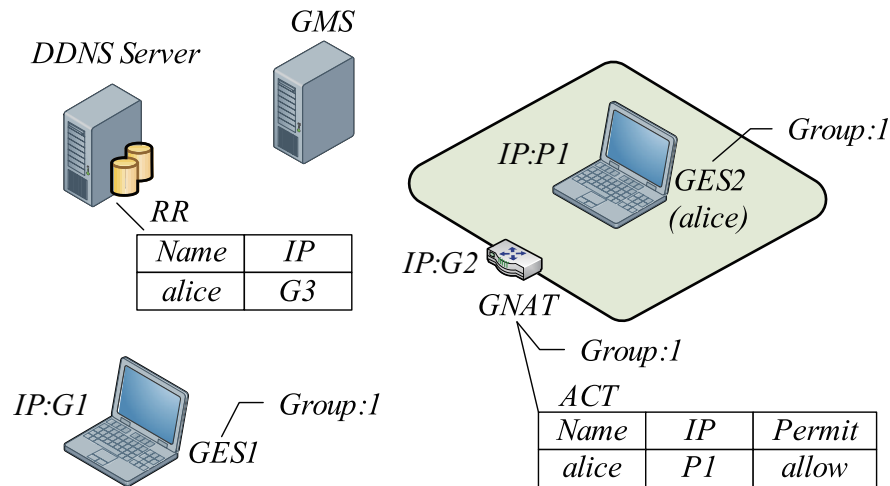 GMS
DDNS Server
RR
Name IP
alice G3
IP:P1
Group:1
GES2
(alice)
IP:G2
GNAT
Group:1
ACT
Name IP Permit
alice P1 allow
IP:G1
Group:1
GES1